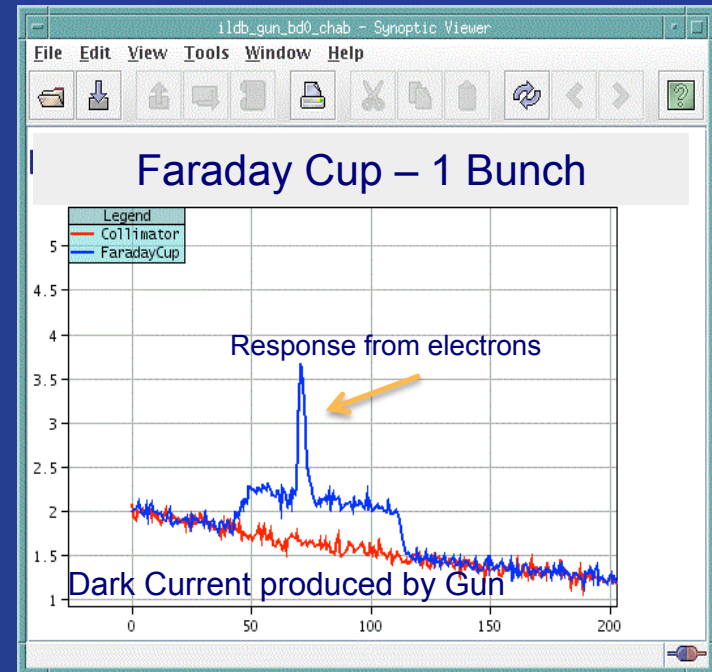 ildb_gun_bd0_chab - Synoptic Viewer
File Edit View Tools Window Help
Faraday Cup – 1 Bunch
Legend
Collimator
FaradayCup
5
4.5
4
3.5
3
2.5
2
1.5
1
Response from electrons
Dark Current produced by Gun
0 50 100 150 200